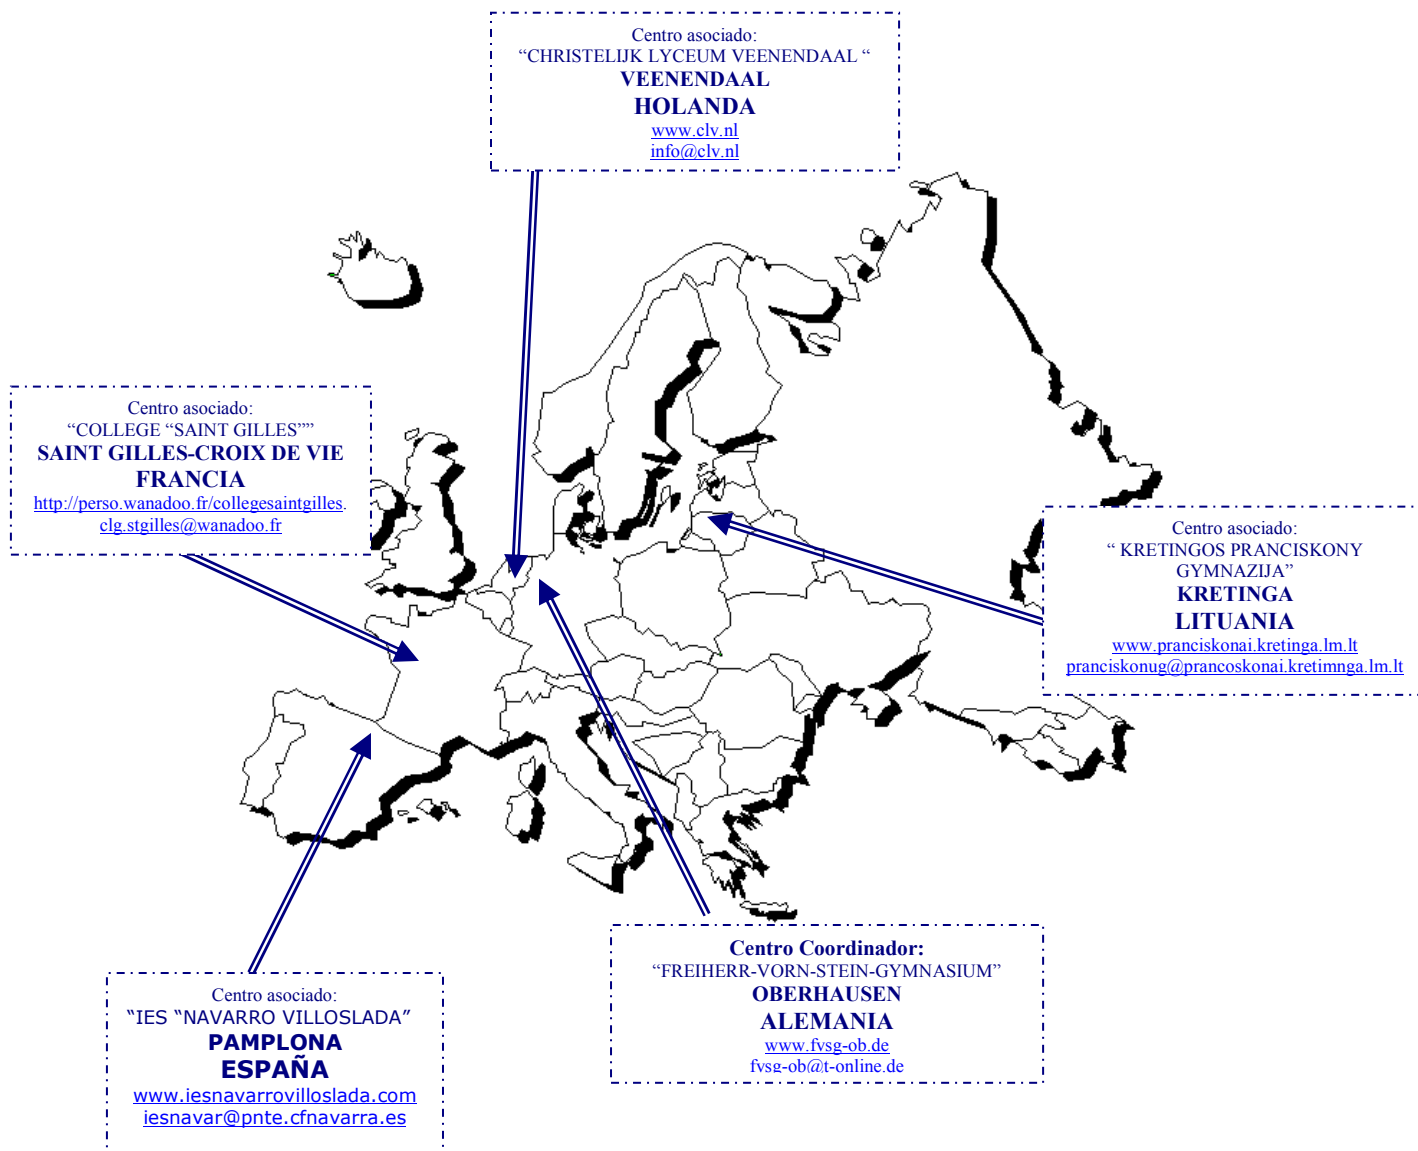 Centro asociado:
“CHRISTELIJK LYCEUM VEENENDAAL “
VEENENDAAL
HOLANDA
www.clv.nl
info@clv.nl
Centro asociado:
“COLLEGE “SAINT GILLES””
SAINT GILLES-CROIX DE VIE
FRANCIA
http://perso.wanadoo.fr/collegesaintgilles.
clg.stgilles@wanadoo.fr
Centro asociado:
“ KRETINGOS PRANCISKONY
GYMNAZIJA”
KRETINGA
LITUANIA
www.pranciskonai.kretinga.lm.lt
pranciskonug@prancoskonai.kretimnga.lm.lt
Centro Coordinador:
“FREIHERR-VORN-STEIN-GYMNASIUM”
OBERHAUSEN
ALEMANIA
www.fvsg-ob.de
fvsg-ob@t-online.de
Centro asociado:
“IES “NAVARRO VILLOSLADA”
PAMPLONA
ESPAÑA
www.iesnavarrovilloslada.com
iesnavar@pnte.cfnavarra.es